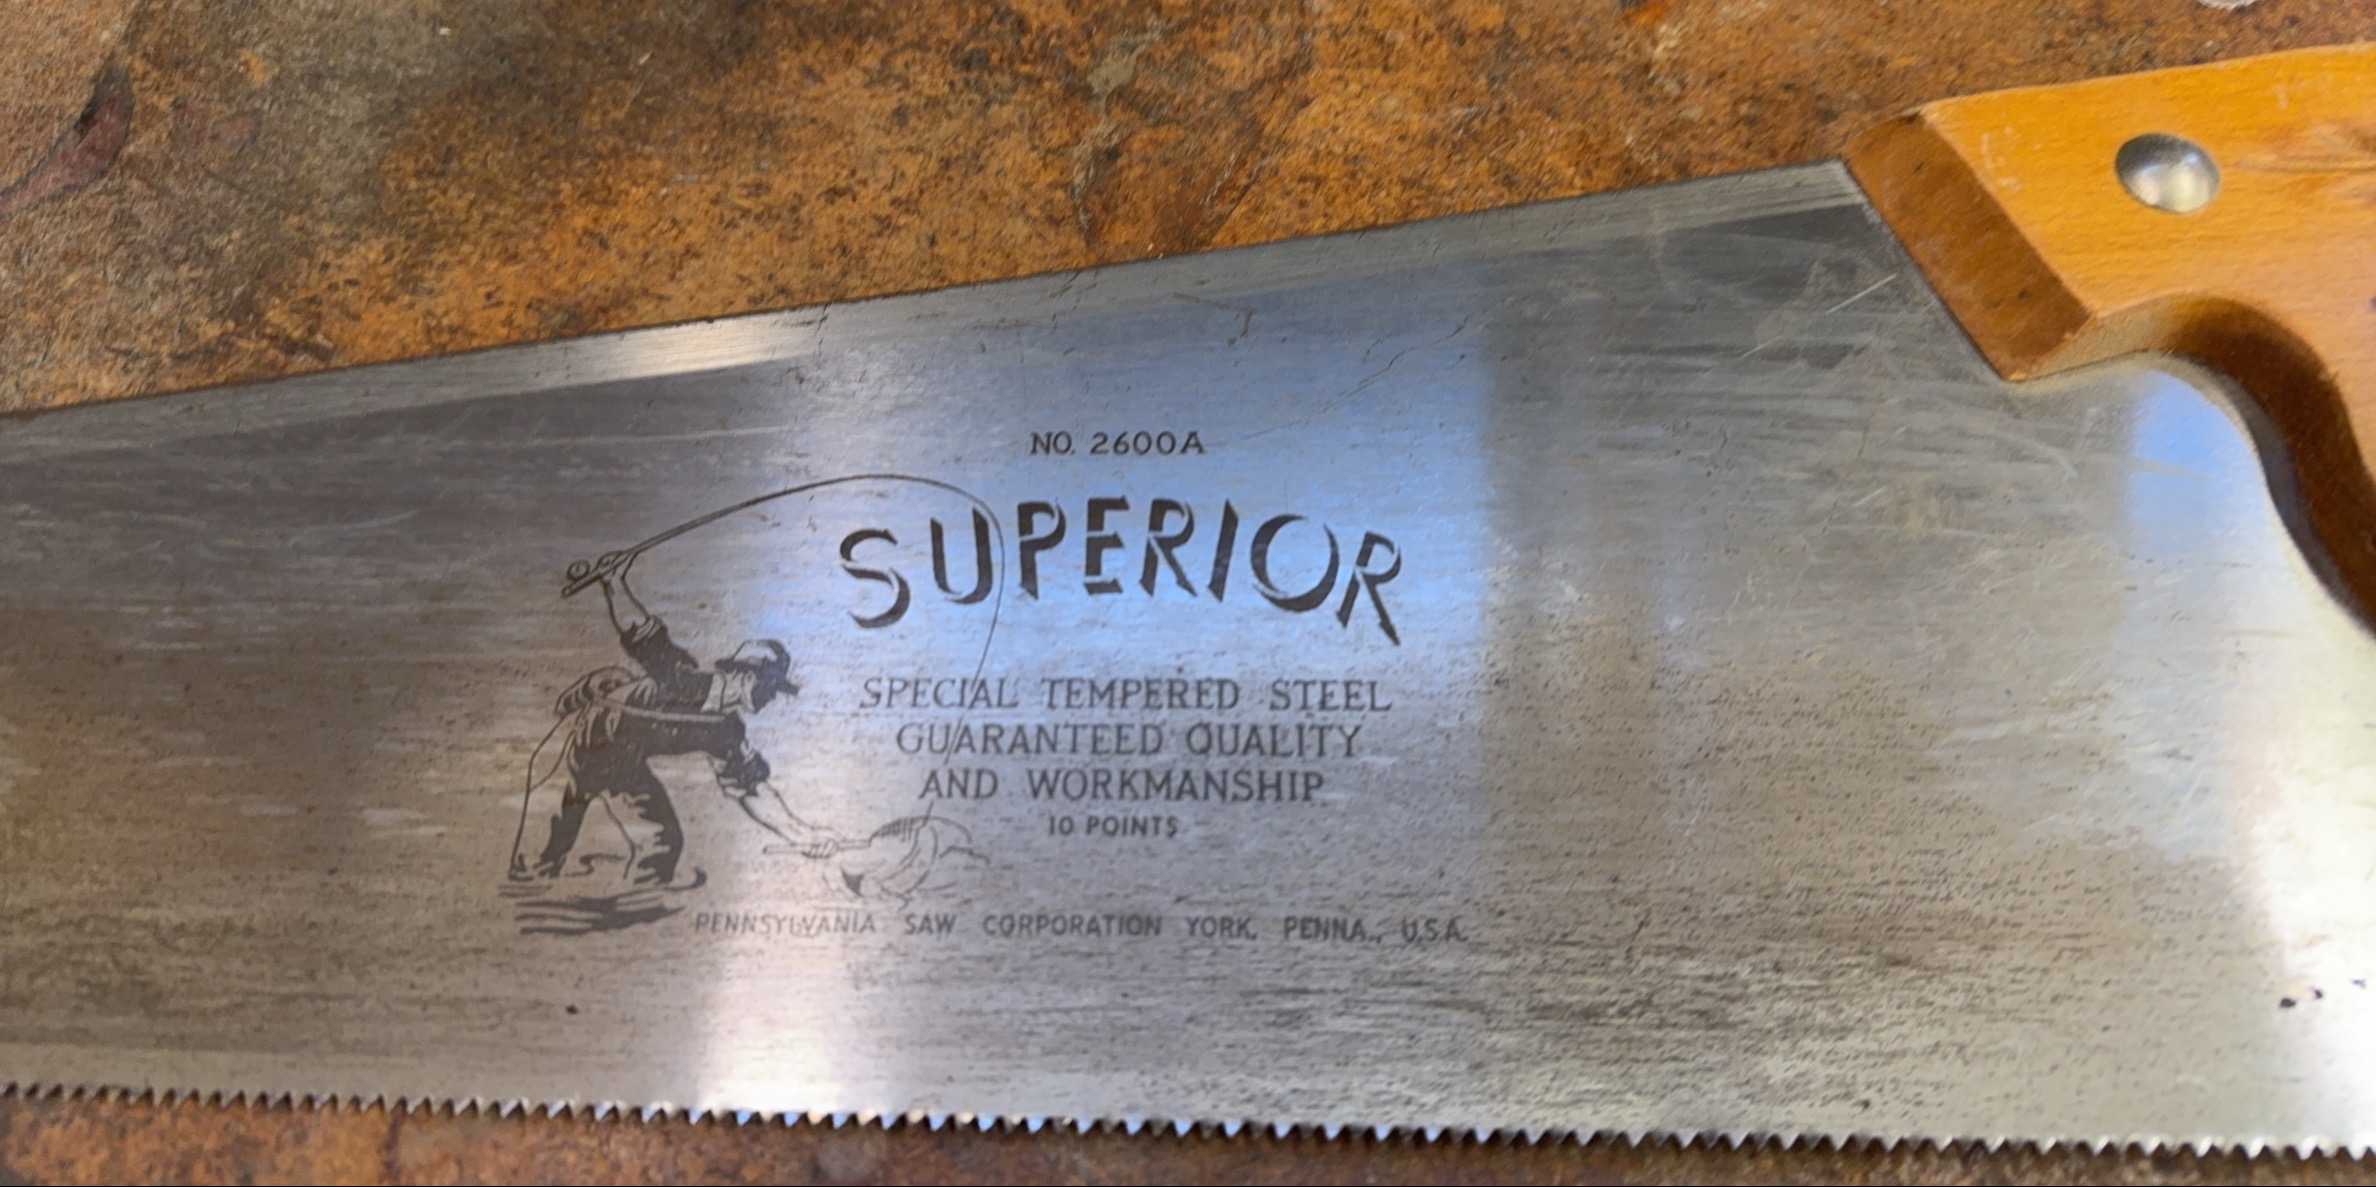 NO. 2600A
SUPERIOR
SPECIAL TEMPERED STEEL
GUARANTEED QUALITY
AND WORKMANSHIP
10 POINTS
PENNSYLVANIA SAW CORPORATION YORK, PENNA., U.S.A.